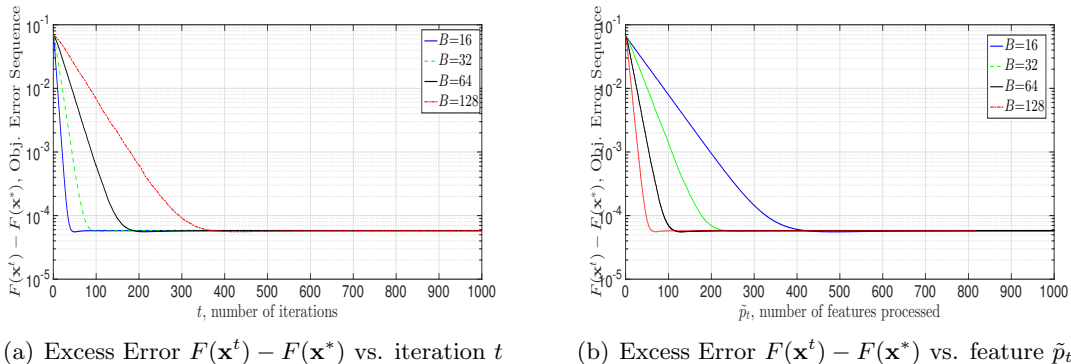 F(x^t) − F(x^*), Obj. Error Sequence
10^-1
10^-2
10^-3
10^-4
10^-5
B=16
B=32
B=64
B=128
0 100 200 300 400 500 600 700 800 900 1000
t, number of iterations
(a) Excess Error F(x^t) − F(x^*) vs. iteration t
F(x^t) − F(x^*), Obj. Error Sequence
10^-1
10^-2
10^-3
10^-4
10^-5
B=16
B=32
B=64
B=128
0 100 200 300 400 500 600 700 800 900 1000
p̃_t, number of features processed
(b) Excess Error F(x^t) − F(x^*) vs. feature p̃_t